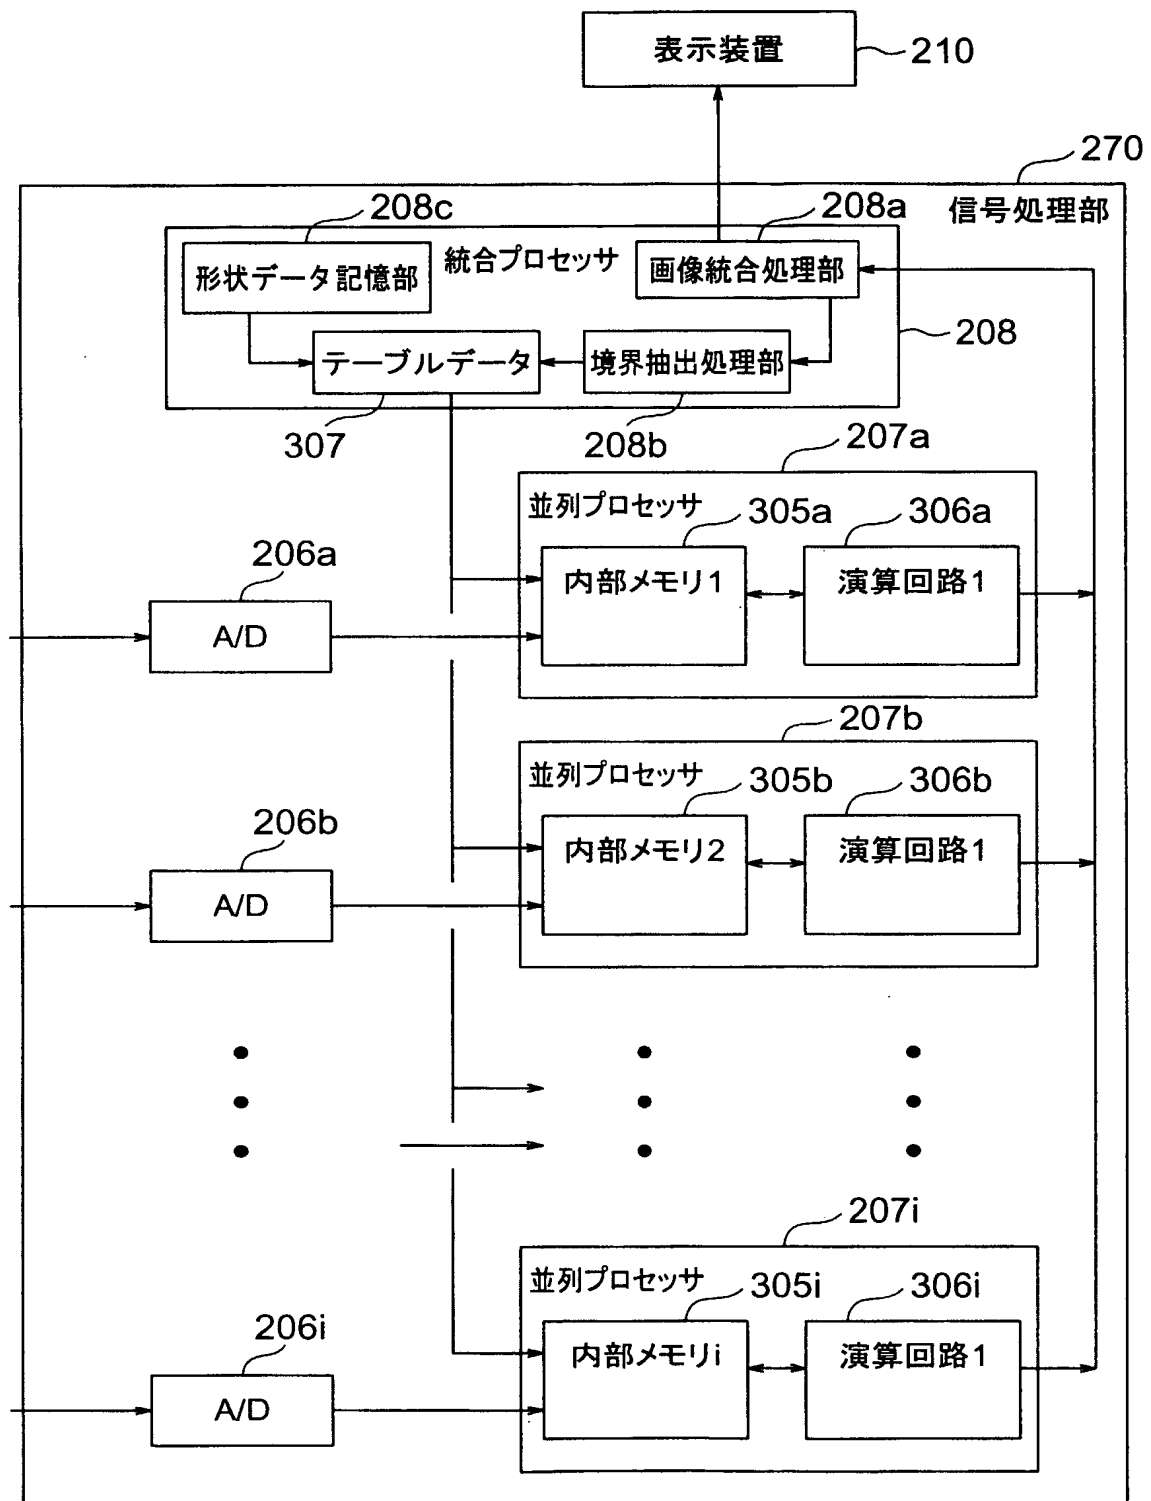 表示装置
210
270
信号処理部
208c
208a
形状データ記憶部
統合プロセッサ
画像統合処理部
208
テーブルデータ
境界抽出処理部
307
208b
207a
並列プロセッサ
305a
306a
206a
内部メモリ1
演算回路1
A/D
207b
並列プロセッサ
305b
306b
206b
内部メモリ2
演算回路1
A/D
207i
並列プロセッサ
305i
306i
206i
内部メモリi
演算回路1
A/D